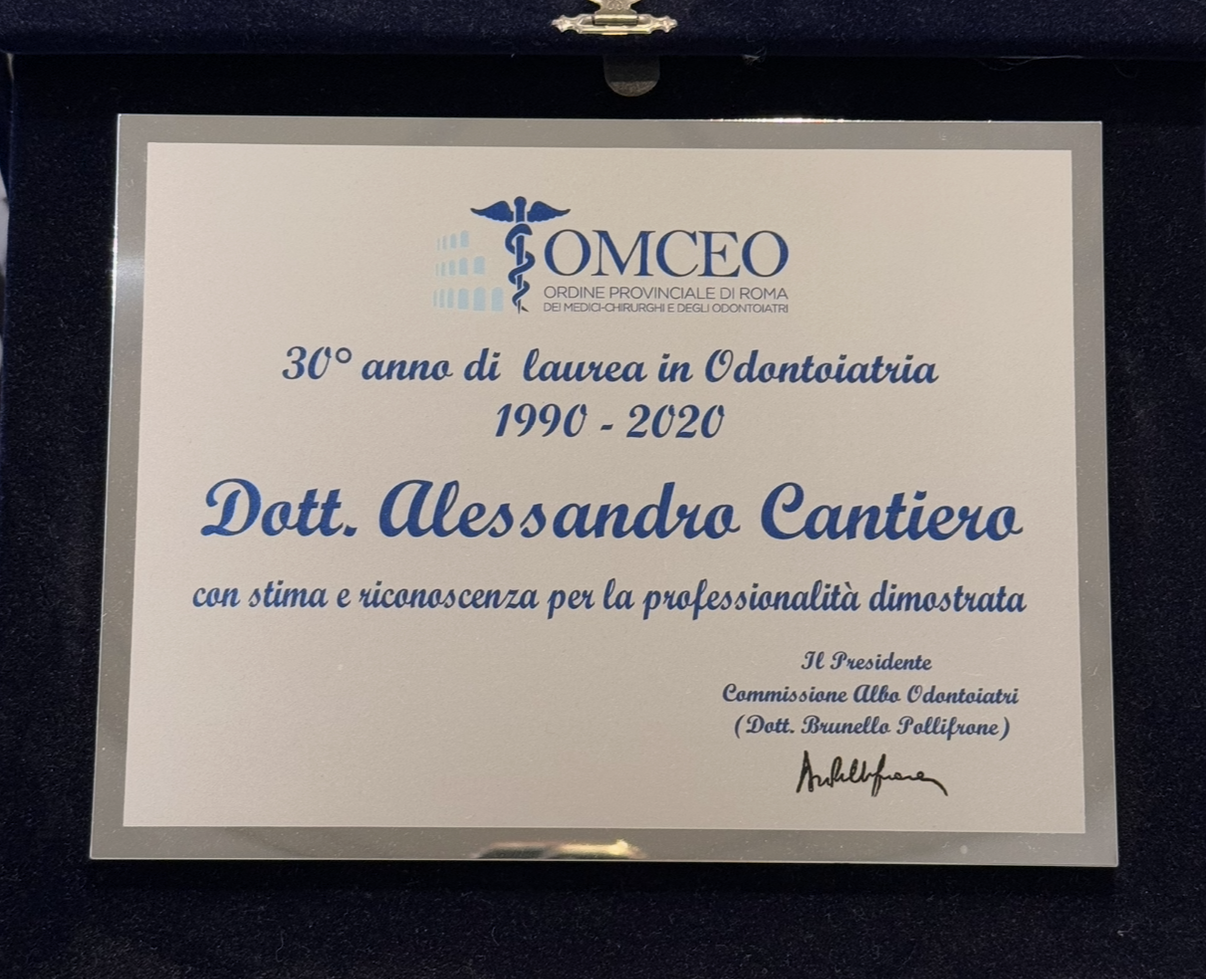 OMCEO
ORDINE PROVINCIALE DI ROMA
DEI MEDICI-CHIRURGHI E DEGLI ODONTOIATRI
30° anno di laurea in Odontoiatria
1990 - 2020
Dott. Alessandro Cantiero
con stima e riconoscenza per la professionalità dimostrata
Il Presidente
Commissione Albo Odontoiatri
(Dott. Brunello Pollifrone)